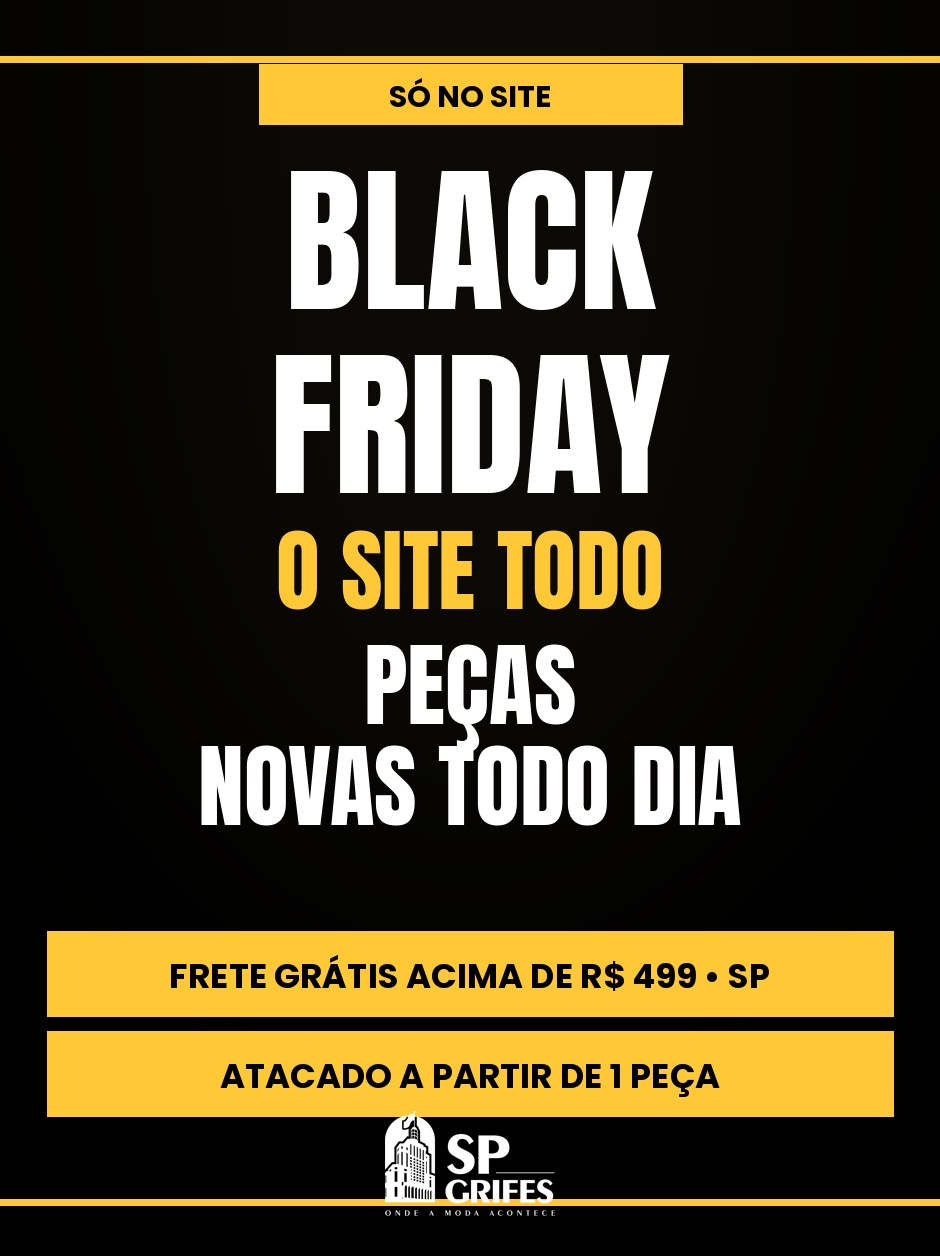 SÓ NO SITE
BLACK
FRIDAY
O SITE TODO
PEÇAS
NOVAS TODO DIA
FRETE GRÁTIS ACIMA DE R$ 499 • SP
ATACADO A PARTIR DE 1 PEÇA
SP
GRIFES
ONDE A MODA ACONTECE